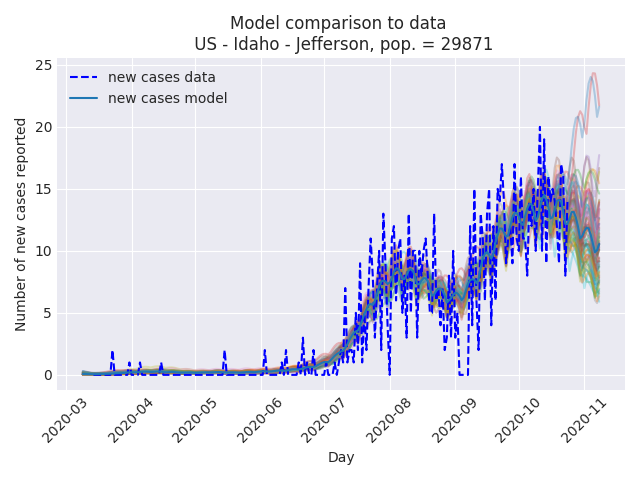 Model comparison to data
US - Idaho - Jefferson, pop. = 29871
new cases data
new cases model
Number of new cases reported
25
20
15
10
5
0
2020-03
2020-04
2020-05
2020-06
2020-07
2020-08
2020-09
2020-10
2020-11
Day